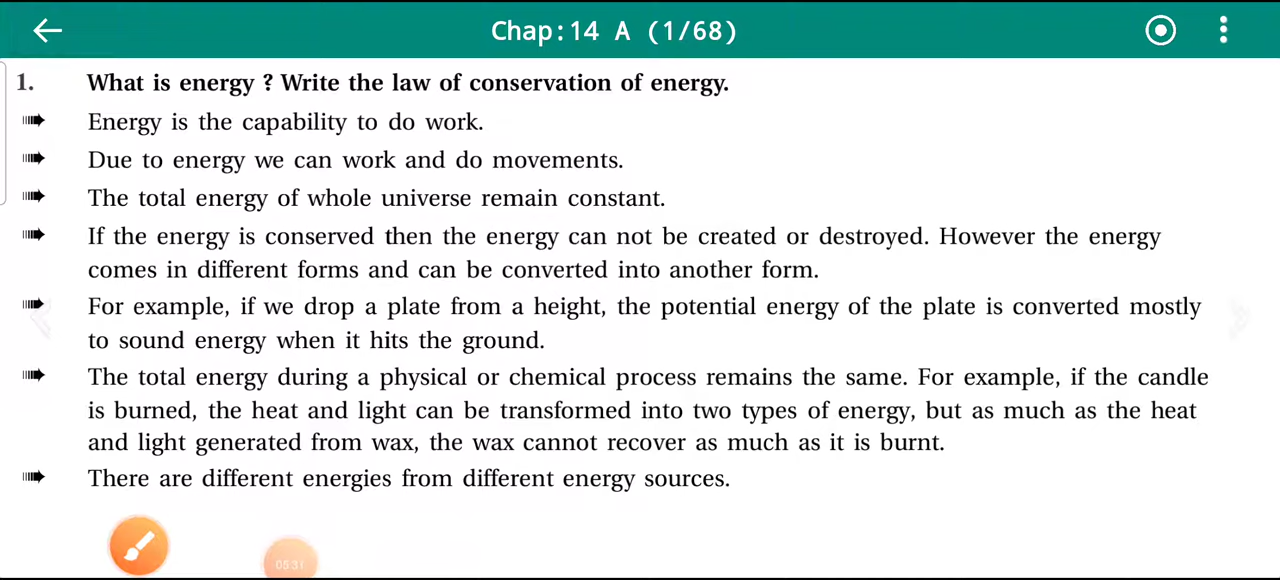 Chap:14 A (1/68)
1. What is energy ? Write the law of conservation of energy.
Energy is the capability to do work.
Due to energy we can work and do movements.
The total energy of whole universe remain constant.
If the energy is conserved then the energy can not be created or destroyed. However the energy
comes in different forms and can be converted into another form.
For example, if we drop a plate from a height, the potential energy of the plate is converted mostly
to sound energy when it hits the ground.
The total energy during a physical or chemical process remains the same. For example, if the candle
is burned, the heat and light can be transformed into two types of energy, but as much as the heat
and light generated from wax, the wax cannot recover as much as it is burnt.
There are different energies from different energy sources.
05:31